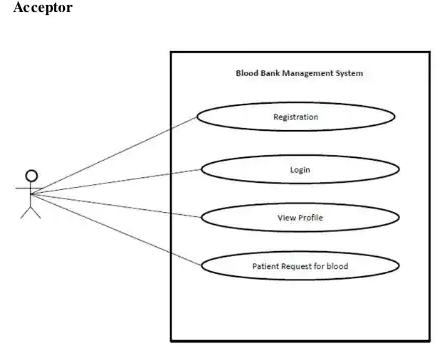 Acceptor
Blood Bank Management System
Registration
Login
View Profile
Patient Request for blood